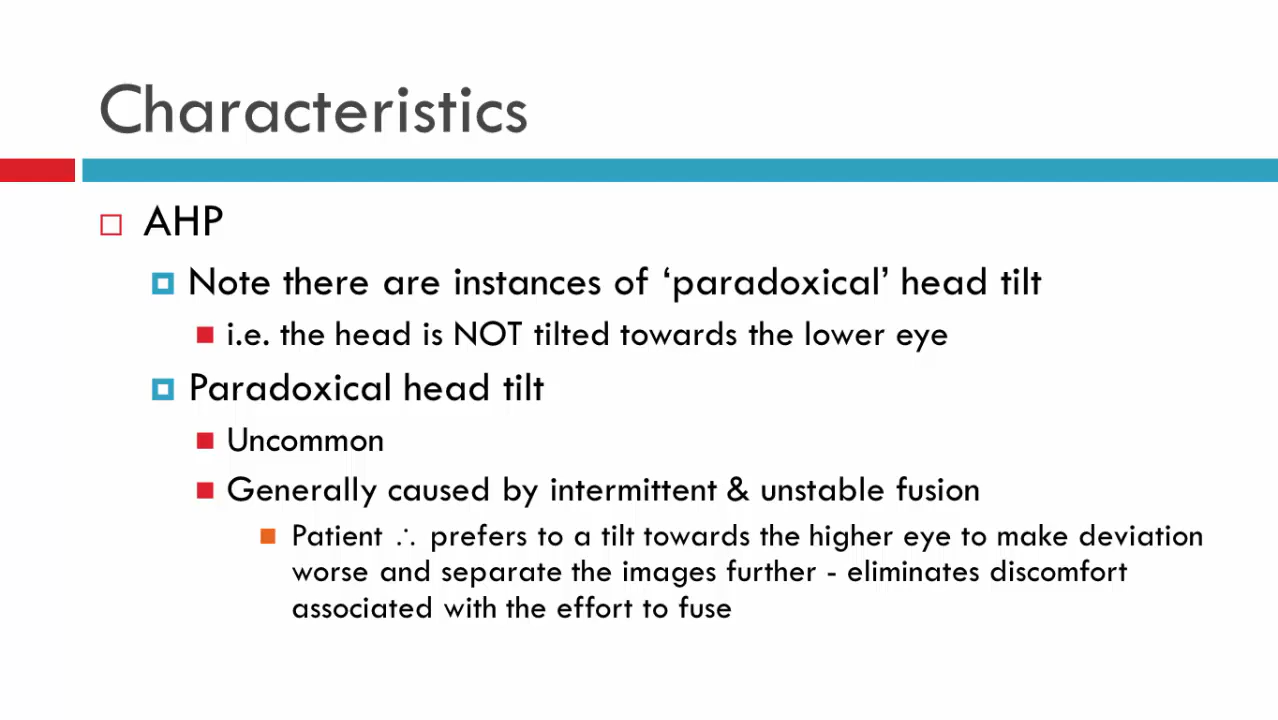 Characteristics
AHP
Note there are instances of ‘paradoxical’ head tilt
i.e. the head is NOT tilted towards the lower eye
Paradoxical head tilt
Uncommon
Generally caused by intermittent & unstable fusion
Patient ∴ prefers to a tilt towards the higher eye to make deviation
worse and separate the images further - eliminates discomfort
associated with the effort to fuse